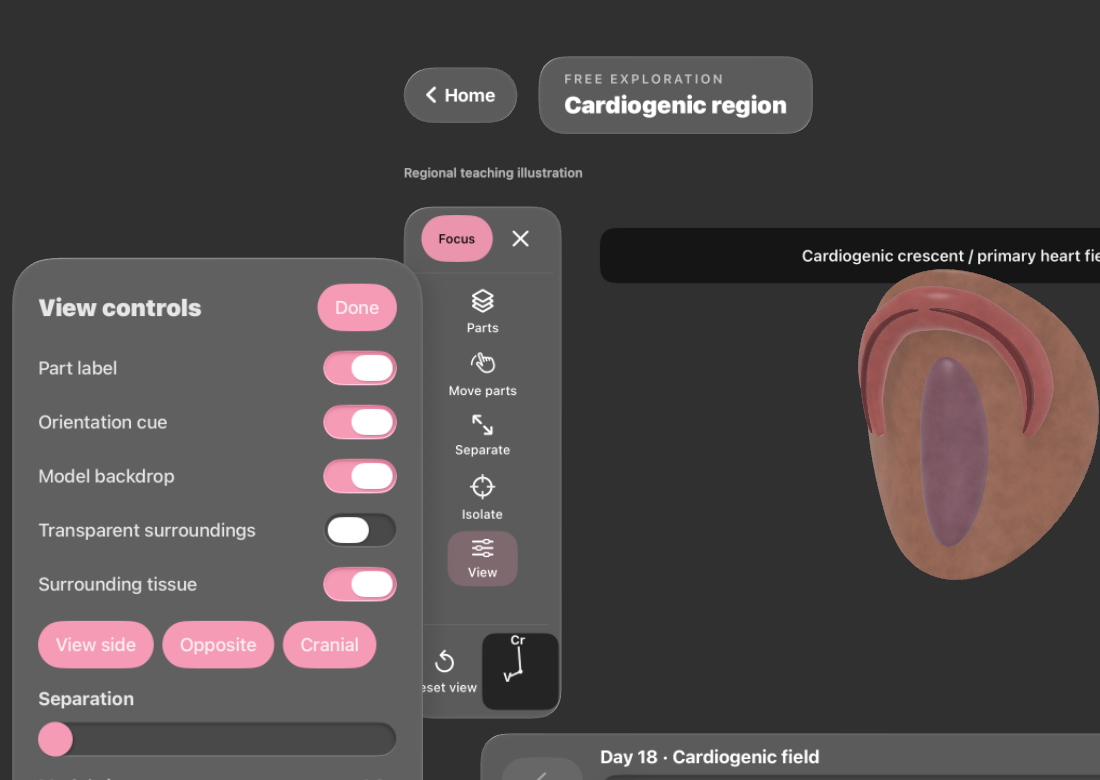 Home
FREE EXPLORATION
Cardiogenic region
Regional teaching illustration
Focus
Cardiogenic crescent / primary heart fie
View controls
Done
Part label
Orientation cue
Model backdrop
Transparent surroundings
Surrounding tissue
View side
Opposite
Cranial
Separation
Parts
Move parts
Separate
Isolate
View
eset view
Cr
V
Day 18 · Cardiogenic field